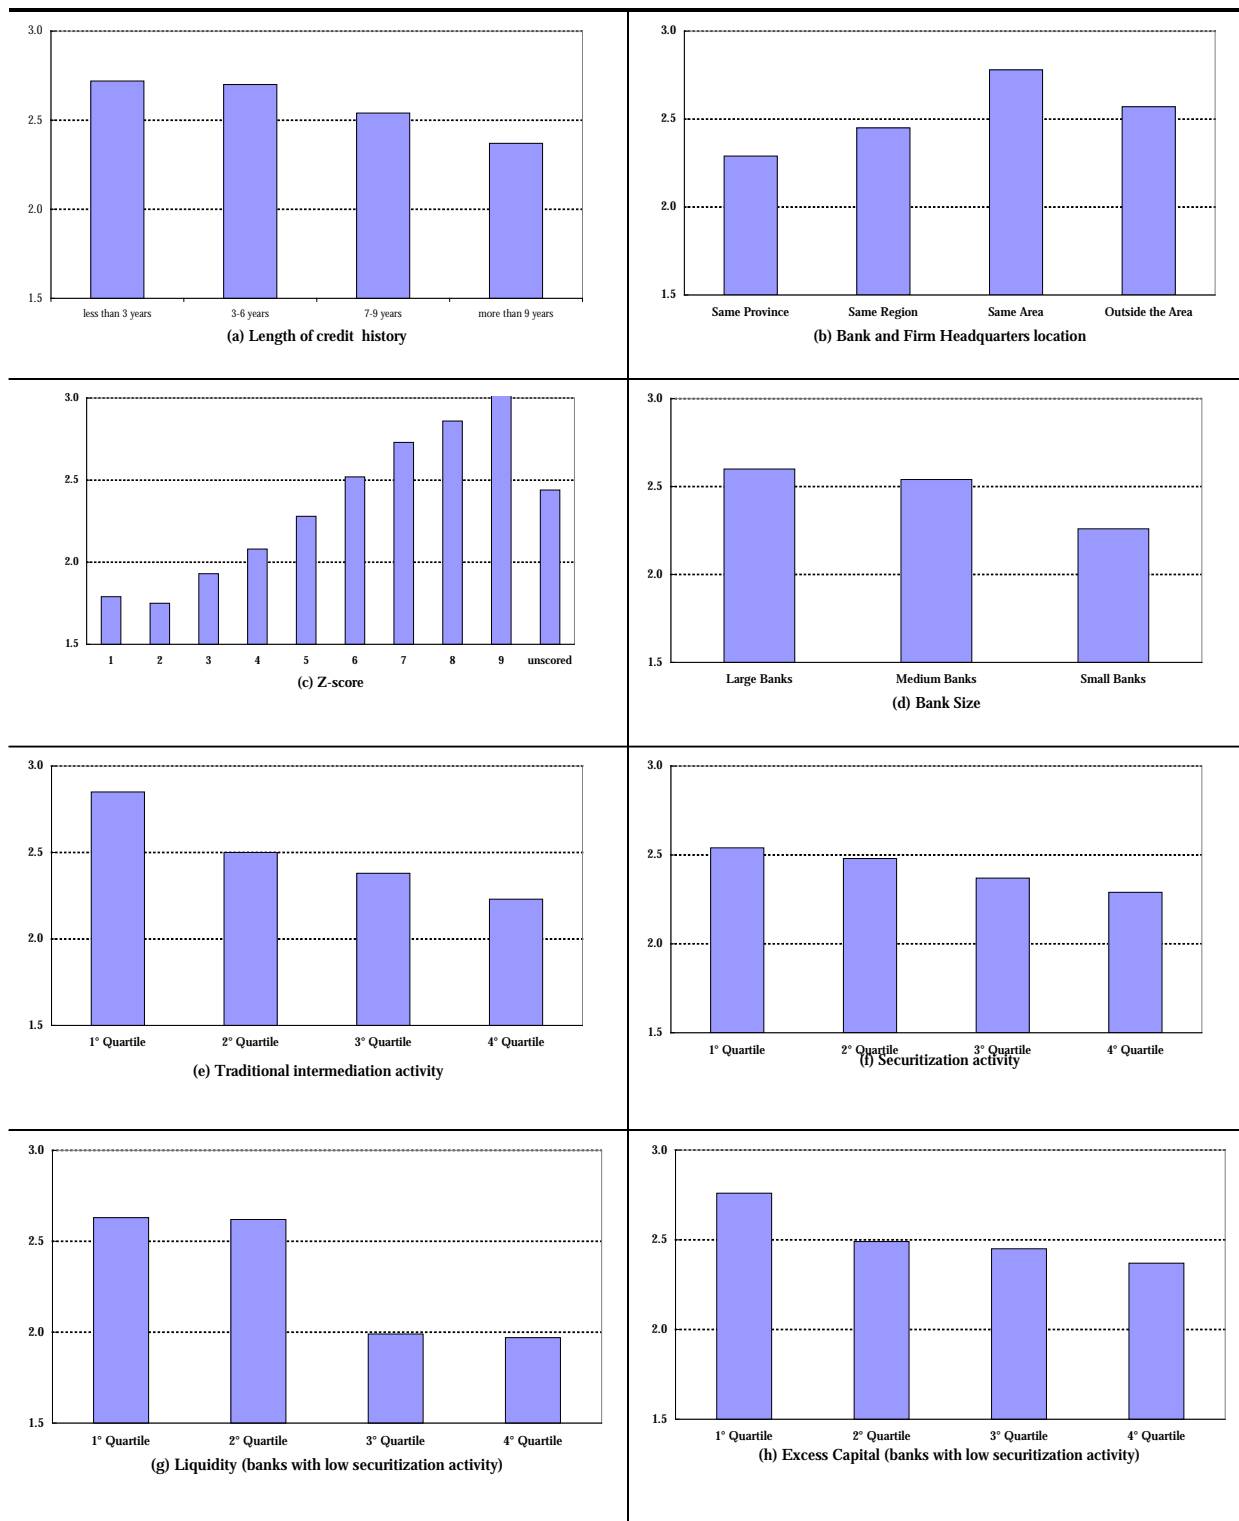 3.0
2.5
2.0
1.5
less than 3 years 3-6 years 7-9 years more than 9 years
(a) Length of credit history
3.0
2.5
2.0
1.5
Same Province Same Region Same Area Outside the Area
(b) Bank and Firm Headquarters location
3.0
2.5
2.0
1.5
1 2 3 4 5 6 7 8 9 unscored
(c) Z-score
3.0
2.5
2.0
1.5
Large Banks Medium Banks Small Banks
(d) Bank Size
3.0
2.5
2.0
1.5
1° Quartile 2° Quartile 3° Quartile 4° Quartile
(e) Traditional intermediation activity
3.0
2.5
2.0
1.5
1° Quartile 2° Quartile 3° Quartile 4° Quartile
(f) Securitization activity
3.0
2.5
2.0
1.5
1° Quartile 2° Quartile 3° Quartile 4° Quartile
(g) Liquidity (banks with low securitization activity)
3.0
2.5
2.0
1.5
1° Quartile 2° Quartile 3° Quartile 4° Quartile
(h) Excess Capital (banks with low securitization activity)